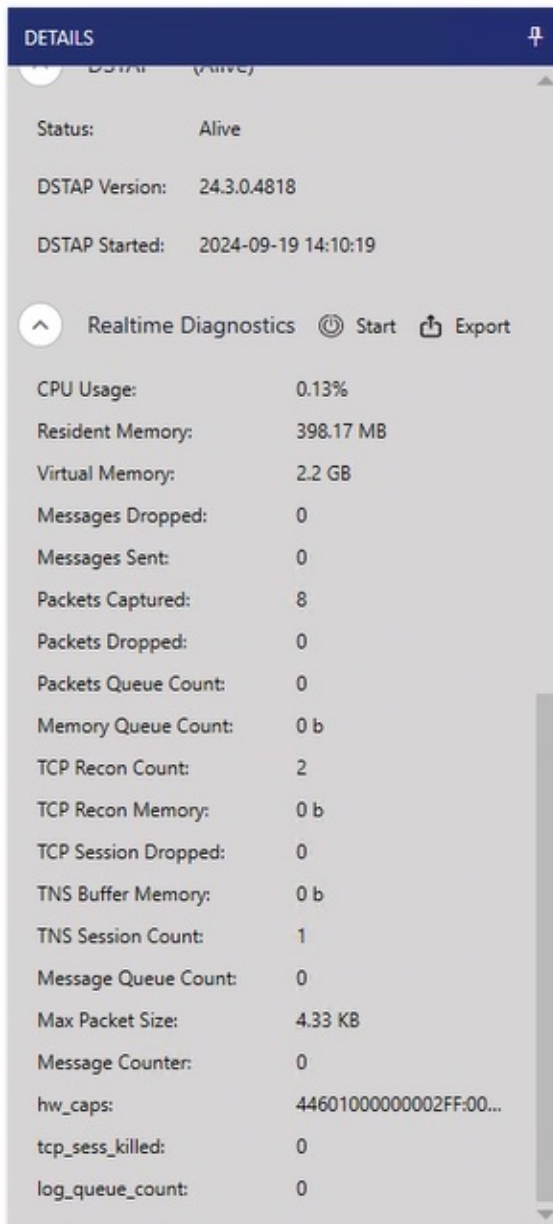 DETAILS
DSTAP (Alive)
Status: Alive
DSTAP Version: 24.3.0.4818
DSTAP Started: 2024-09-19 14:10:19
Realtime Diagnostics Start Export
CPU Usage: 0.13%
Resident Memory: 398.17 MB
Virtual Memory: 2.2 GB
Messages Dropped: 0
Messages Sent: 0
Packets Captured: 8
Packets Dropped: 0
Packets Queue Count: 0
Memory Queue Count: 0 b
TCP Recon Count: 2
TCP Recon Memory: 0 b
TCP Session Dropped: 0
TNS Buffer Memory: 0 b
TNS Session Count: 1
Message Queue Count: 0
Max Packet Size: 4.33 KB
Message Counter: 0
hw_caps: 44601000000002FF:00...
tcp_sess_killed: 0
log_queue_count: 0